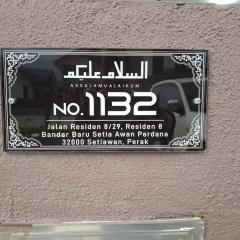 السلام عليكم
ASSALAMUALAIKUM
NO.1132
Jalan Residen 8/29, Residen 8
Bandar Baru Setia Awan Perdana
32000 Setiawan, Perak